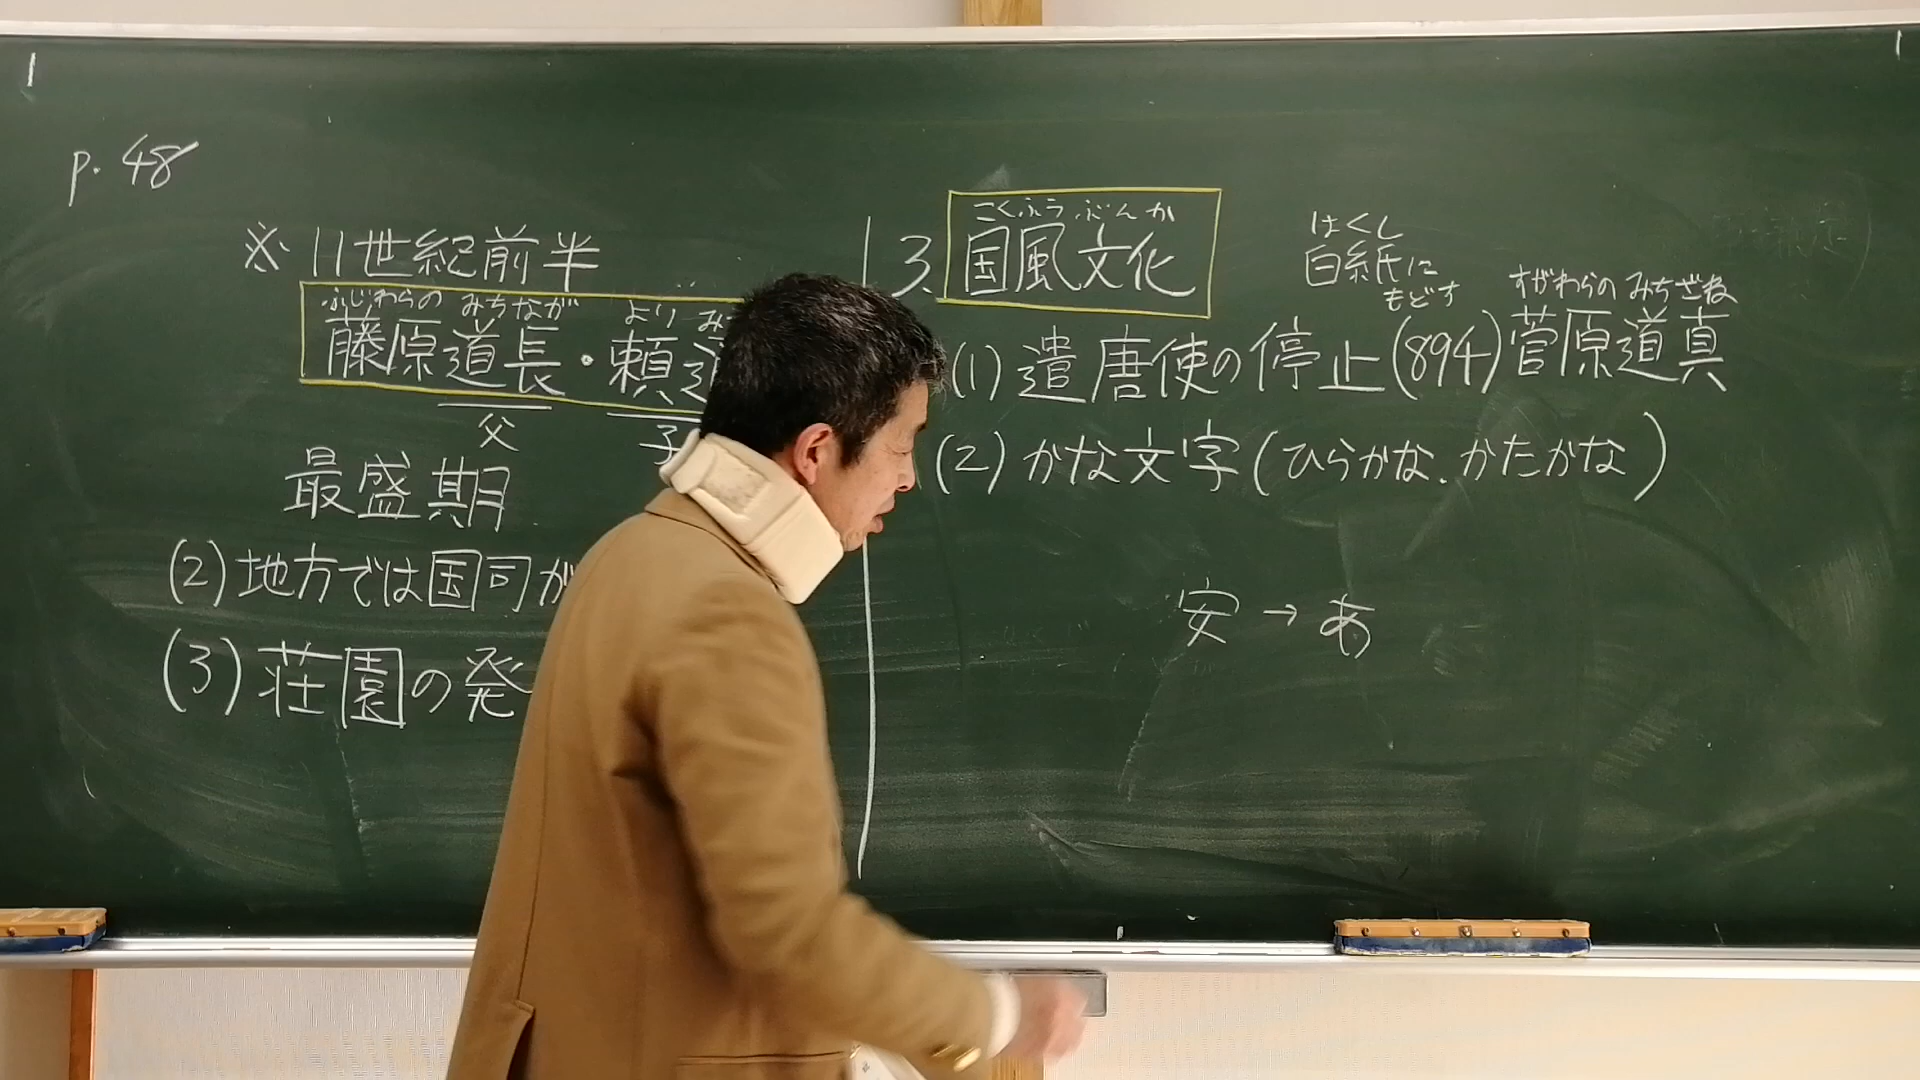 p.48
※11世紀前半
ふじわらの みちなが より み
藤原道長・頼
父 子
最盛期
(2)地方では国司が
(3)荘園の発
こくふうぶんか
3.国風文化
はくし
白紙に
もどす
すがわらの みちざね
(1)遣唐使の停止(894)菅原道真
(2)かな文字(ひらがな、かたかな)
安→あ